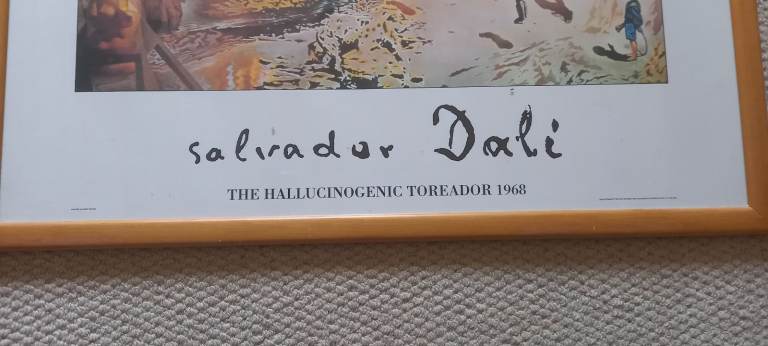 salvador Dali
THE HALLUCINOGENIC TOREADOR 1968